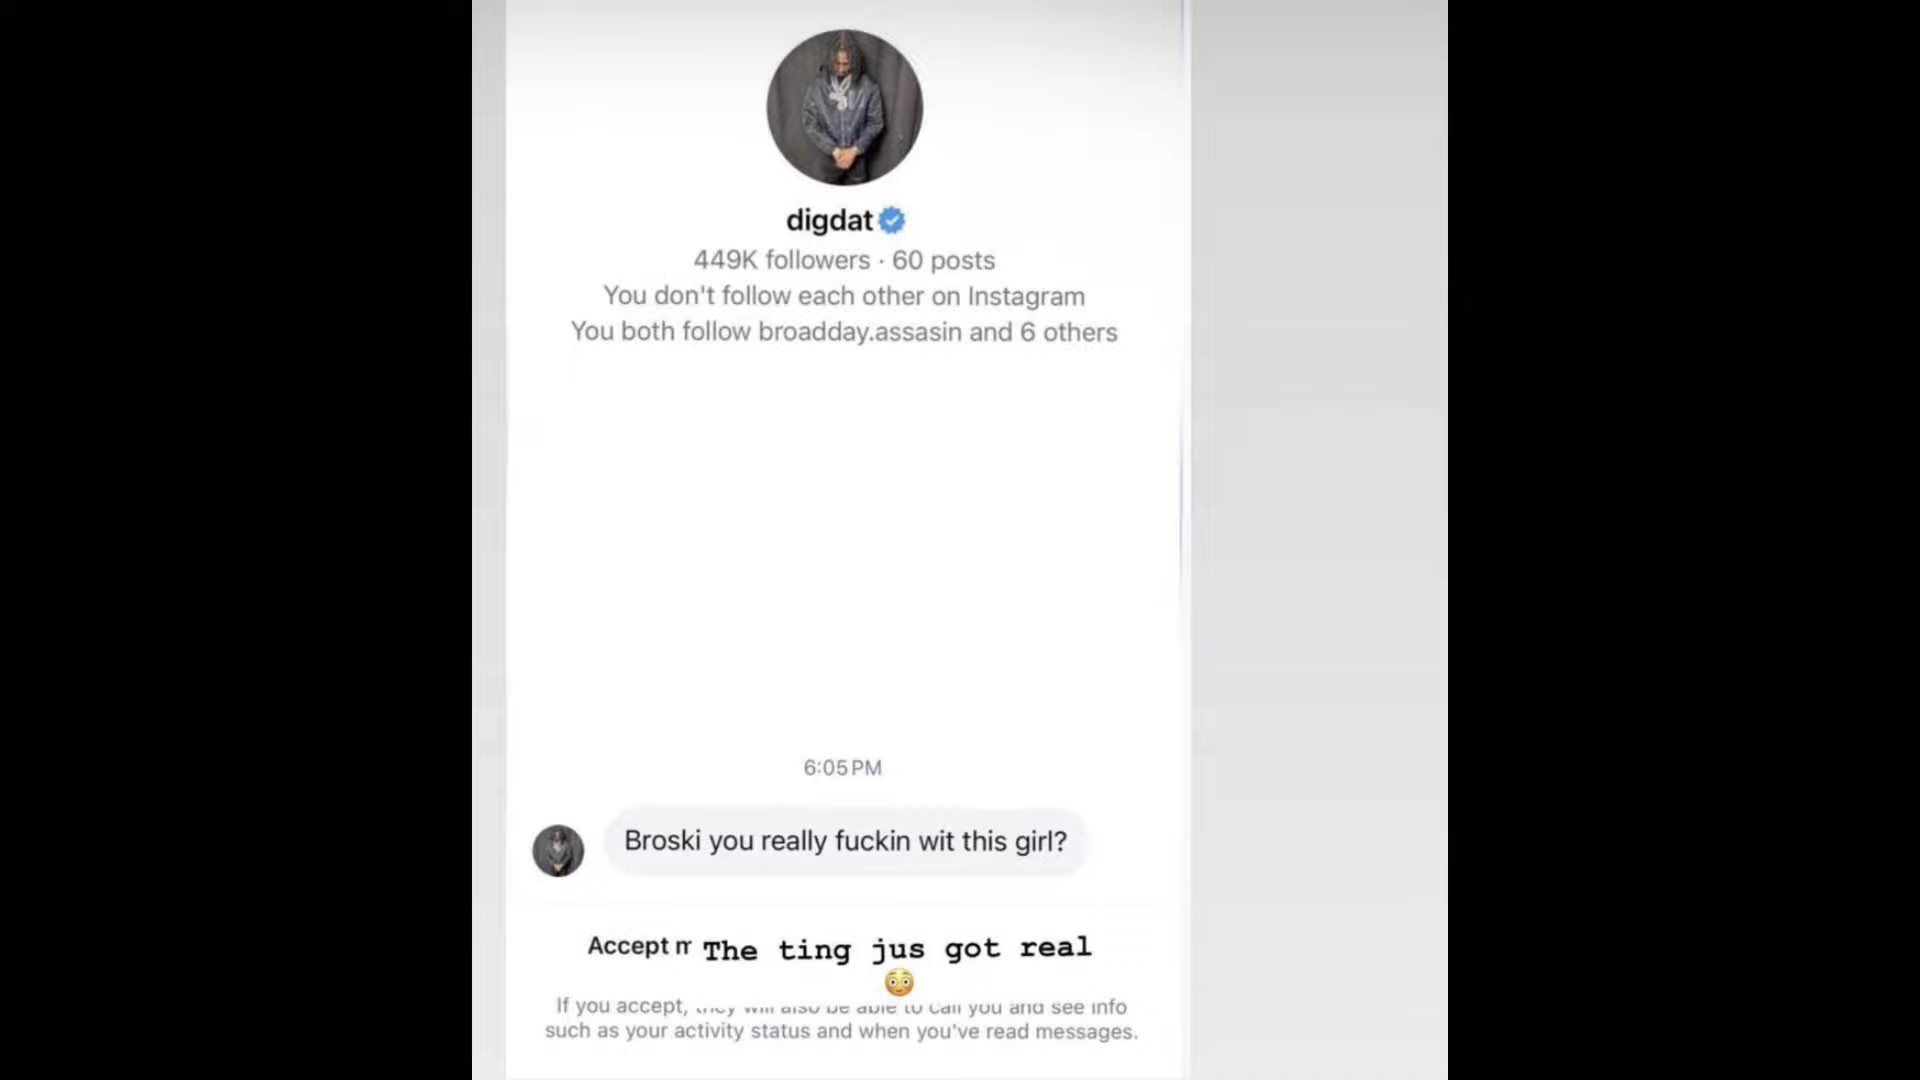 digdat
449K followers · 60 posts
You don't follow each other on Instagram
You both follow broadday.assasin and 6 others
6:05 PM
Broski you really fuckin wit this girl?
Accept
The ting jus got real
😳
If you accept, they will also be able to call you and see info
such as your activity status and when you've read messages.